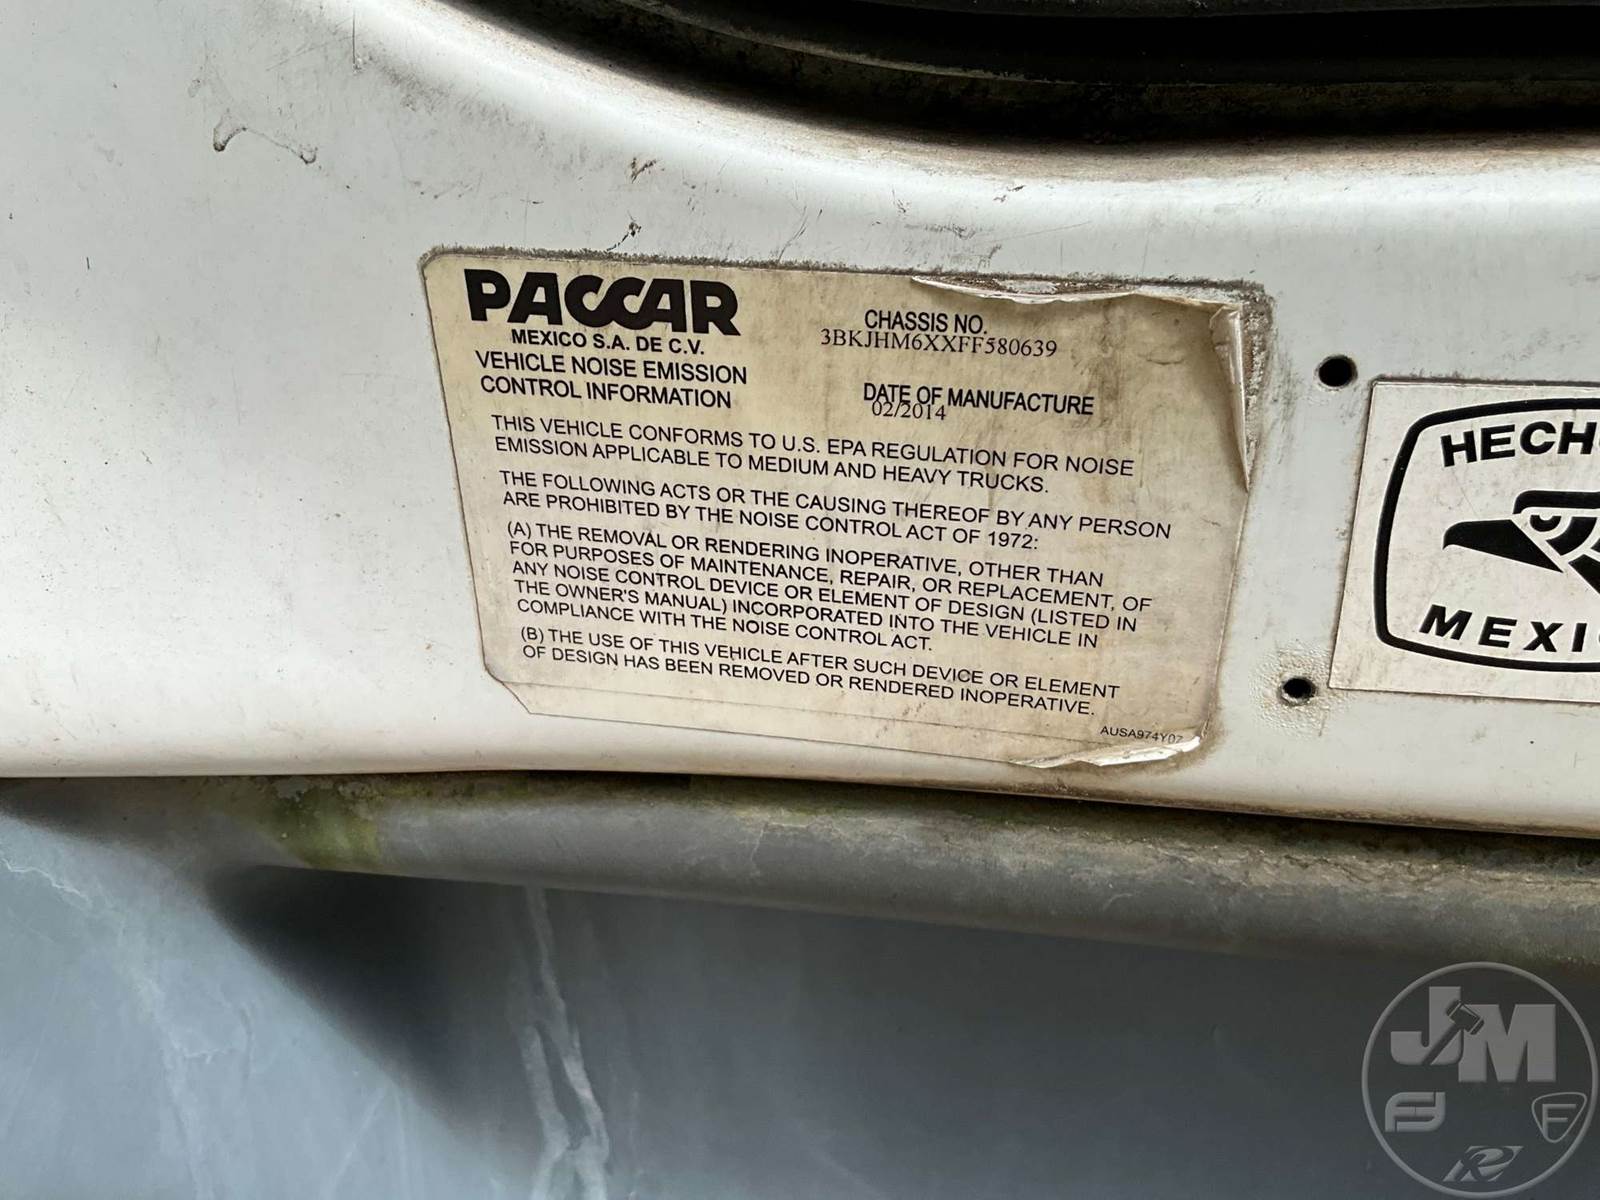 PACCAR
MEXICO S.A. DE C.V.
VEHICLE NOISE EMISSION
CONTROL INFORMATION
CHASSIS NO.
3BKJHM6XXFF580639
DATE OF MANUFACTURE
02/2014
THIS VEHICLE CONFORMS TO U.S. EPA REGULATION FOR NOISE
EMISSION APPLICABLE TO MEDIUM AND HEAVY TRUCKS.
THE FOLLOWING ACTS OR THE CAUSING THEREOF BY ANY PERSON
ARE PROHIBITED BY THE NOISE CONTROL ACT OF 1972:
(A) THE REMOVAL OR RENDERING INOPERATIVE, OTHER THAN
FOR PURPOSES OF MAINTENANCE, REPAIR, OR REPLACEMENT, OF
ANY NOISE CONTROL DEVICE OR ELEMENT OF DESIGN (LISTED IN
THE OWNER'S MANUAL) INCORPORATED INTO THE VEHICLE IN
COMPLIANCE WITH THE NOISE CONTROL ACT.
(B) THE USE OF THIS VEHICLE AFTER SUCH DEVICE OR ELEMENT
OF DESIGN HAS BEEN REMOVED OR RENDERED INOPERATIVE.
AUSA974Y07
HECH
MEXI
JM